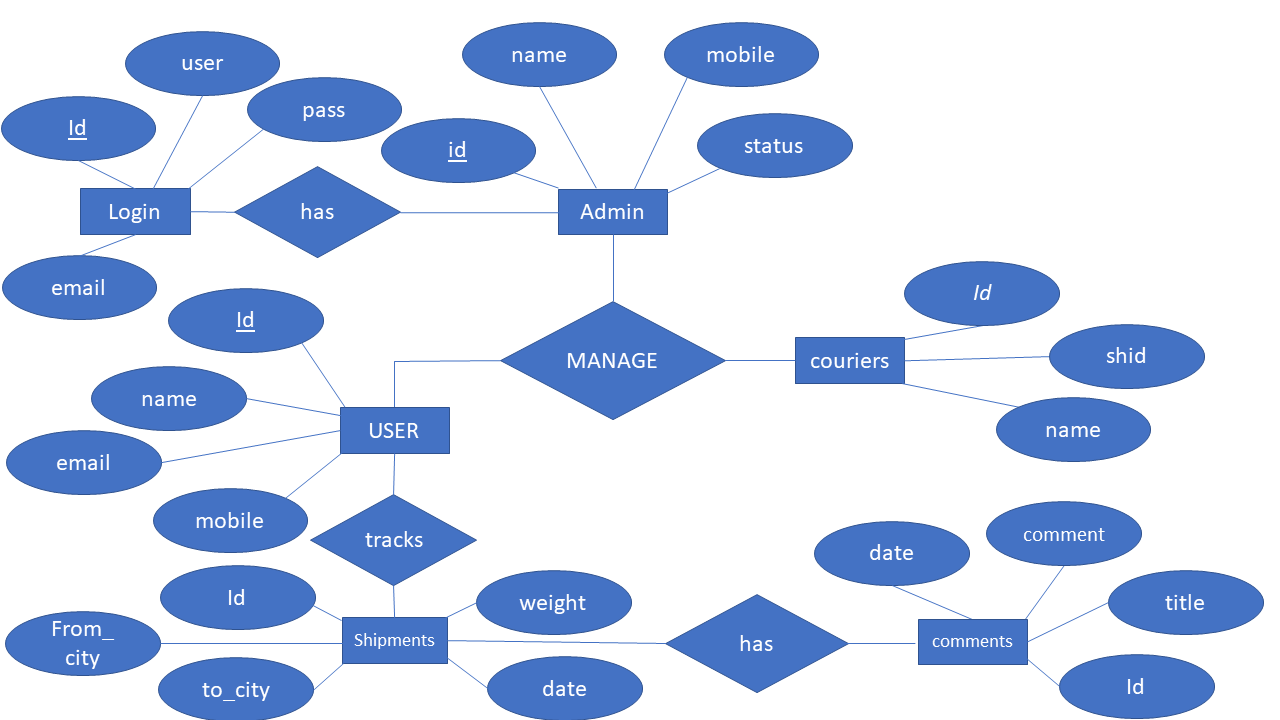 user
name
mobile
pass
Id
id
status
Login
has
Admin
email
Id
Id
shid
MANAGE
couriers
name
name
USER
email
mobile
tracks
date
comment
Id
weight
title
From_
city
Shipments
has
comments
to_city
date
Id